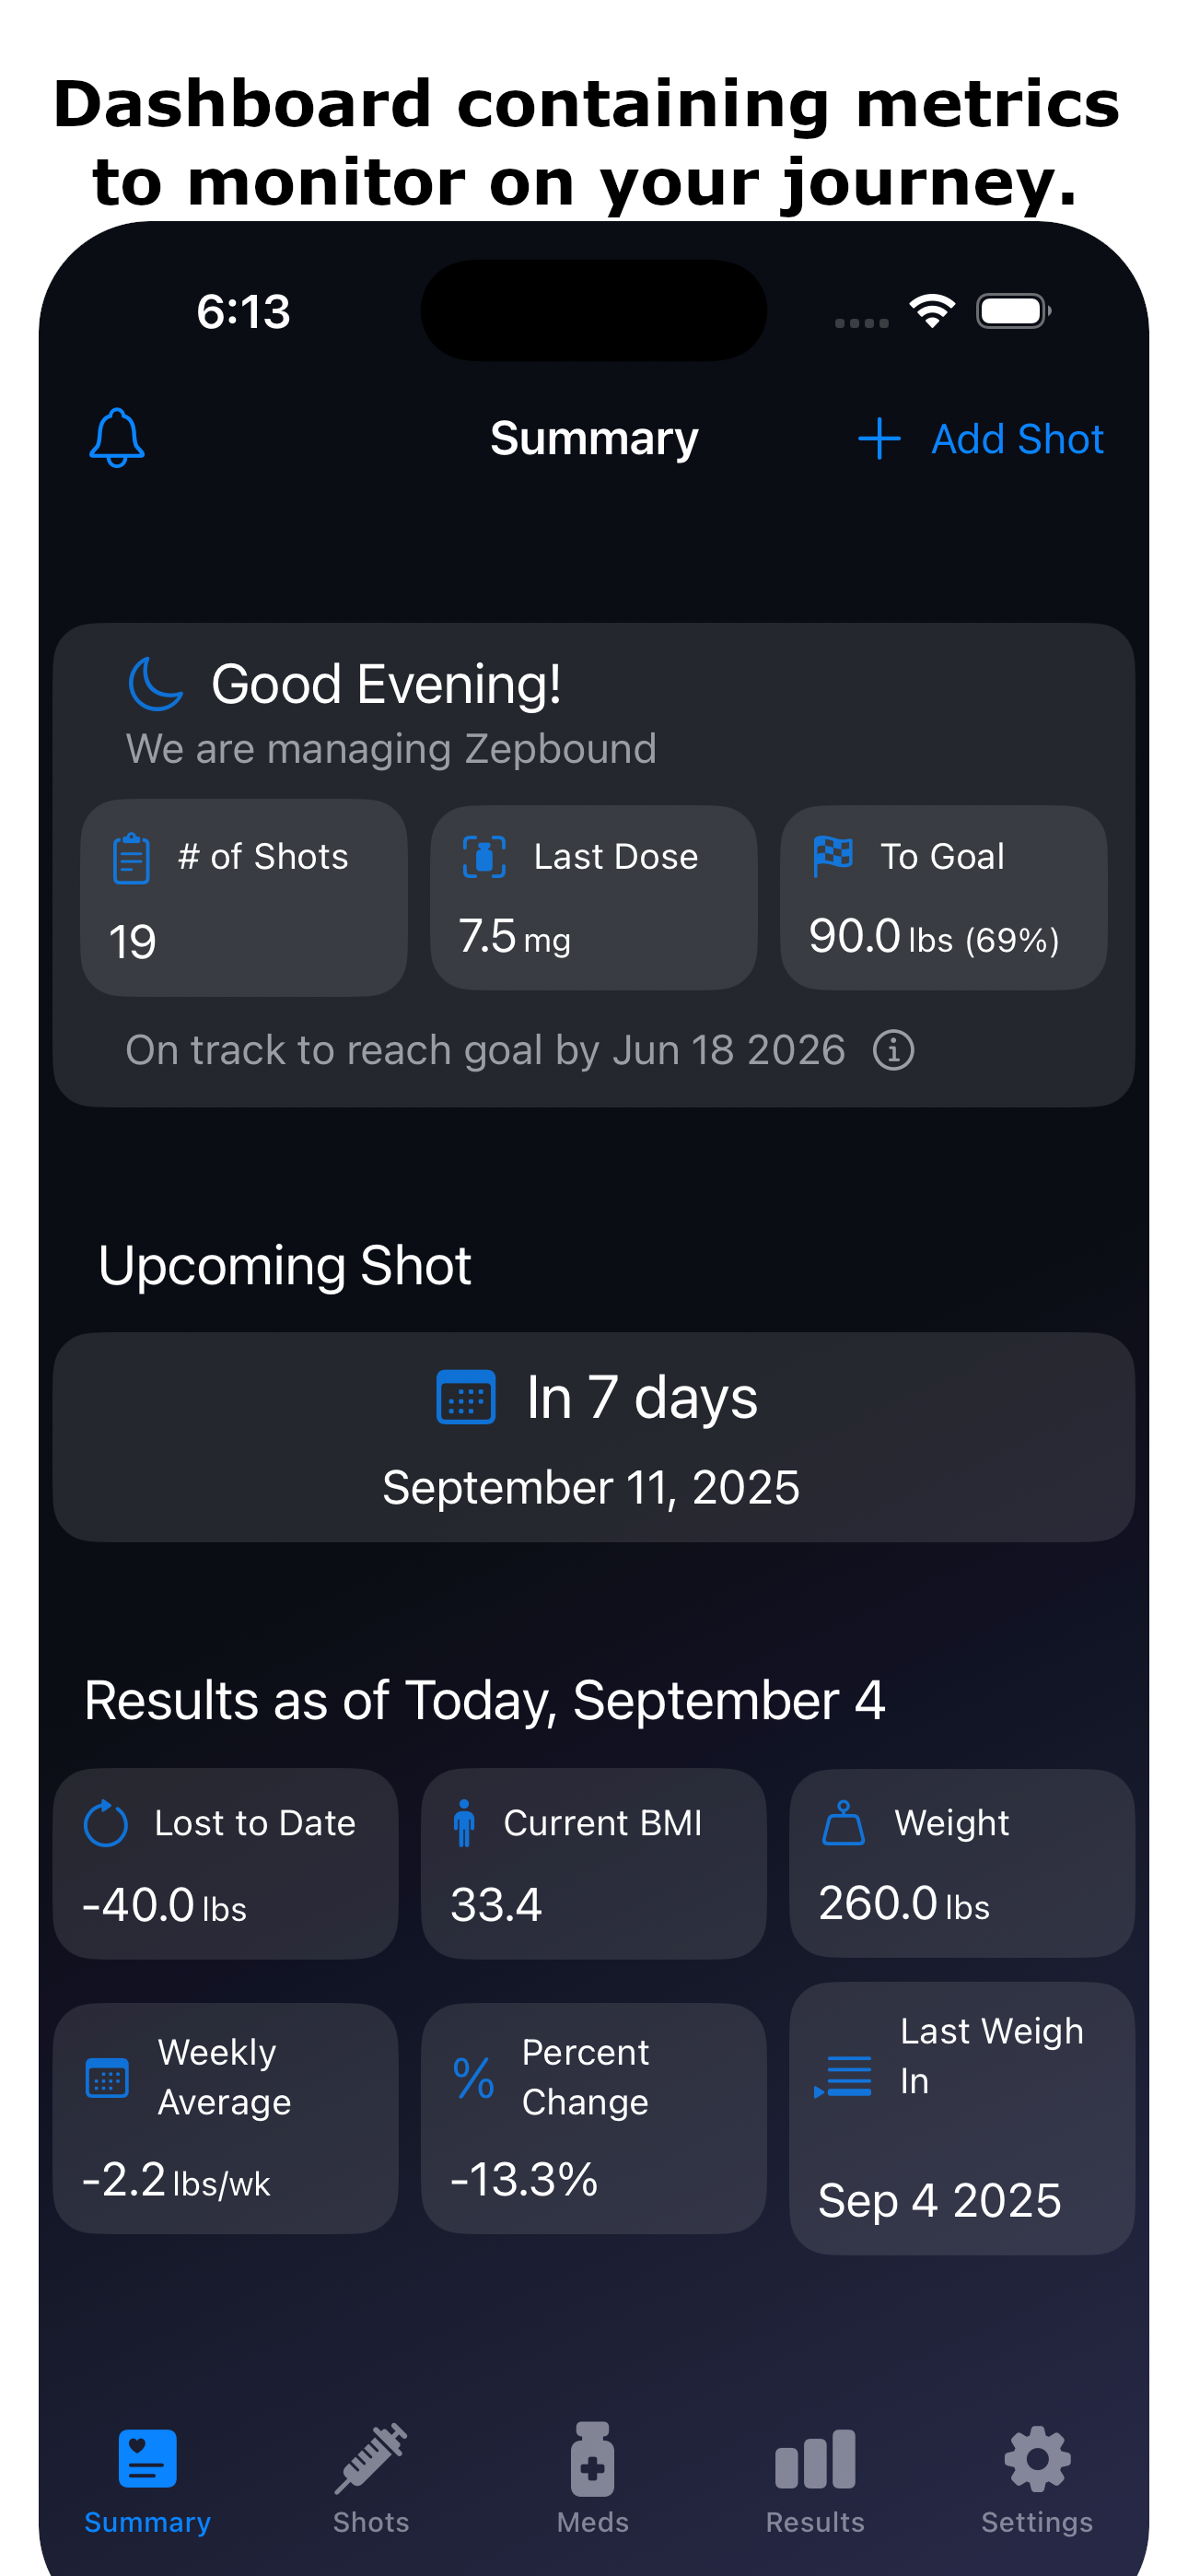 Dashboard containing metrics
to monitor on your journey.
6:13
Summary
Add Shot
Good Evening!
We are managing Zepbound
# of Shots
Last Dose
To Goal
19
7.5 mg
90.0 lbs (69%)
On track to reach goal by Jun 18 2026
Upcoming Shot
In 7 days
September 11, 2025
Results as of Today, September 4
Lost to Date
Current BMI
Weight
-40.0 lbs
33.4
260.0 lbs
Weekly
Average
-2.2 lbs/wk
%
Percent
Change
-13.3%
Last Weigh
In
Sep 4 2025
Summary
Shots
Meds
Results
Settings